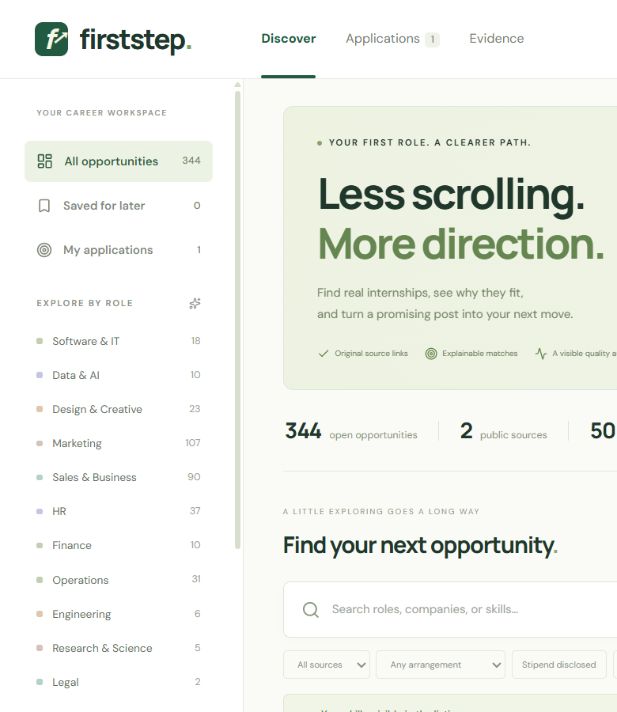 firststep.
Discover
Applications 1
Evidence
YOUR CAREER WORKSPACE
All opportunities 344
Saved for later 0
My applications 1
EXPLORE BY ROLE
Software & IT 18
Data & AI 10
Design & Creative 23
Marketing 107
Sales & Business 90
HR 37
Finance 10
Operations 31
Engineering 6
Research & Science 5
Legal 2
YOUR FIRST ROLE. A CLEARER PATH.
Less scrolling.
More direction.
Find real internships, see why they fit,
and turn a promising post into your next move.
Original source links
Explainable matches
A visible quality a
344 open opportunities
2 public sources
50
A LITTLE EXPLORING GOES A LONG WAY
Find your next opportunity.
Search roles, companies, or skills...
All sources
Any arrangement
Stipend disclosed